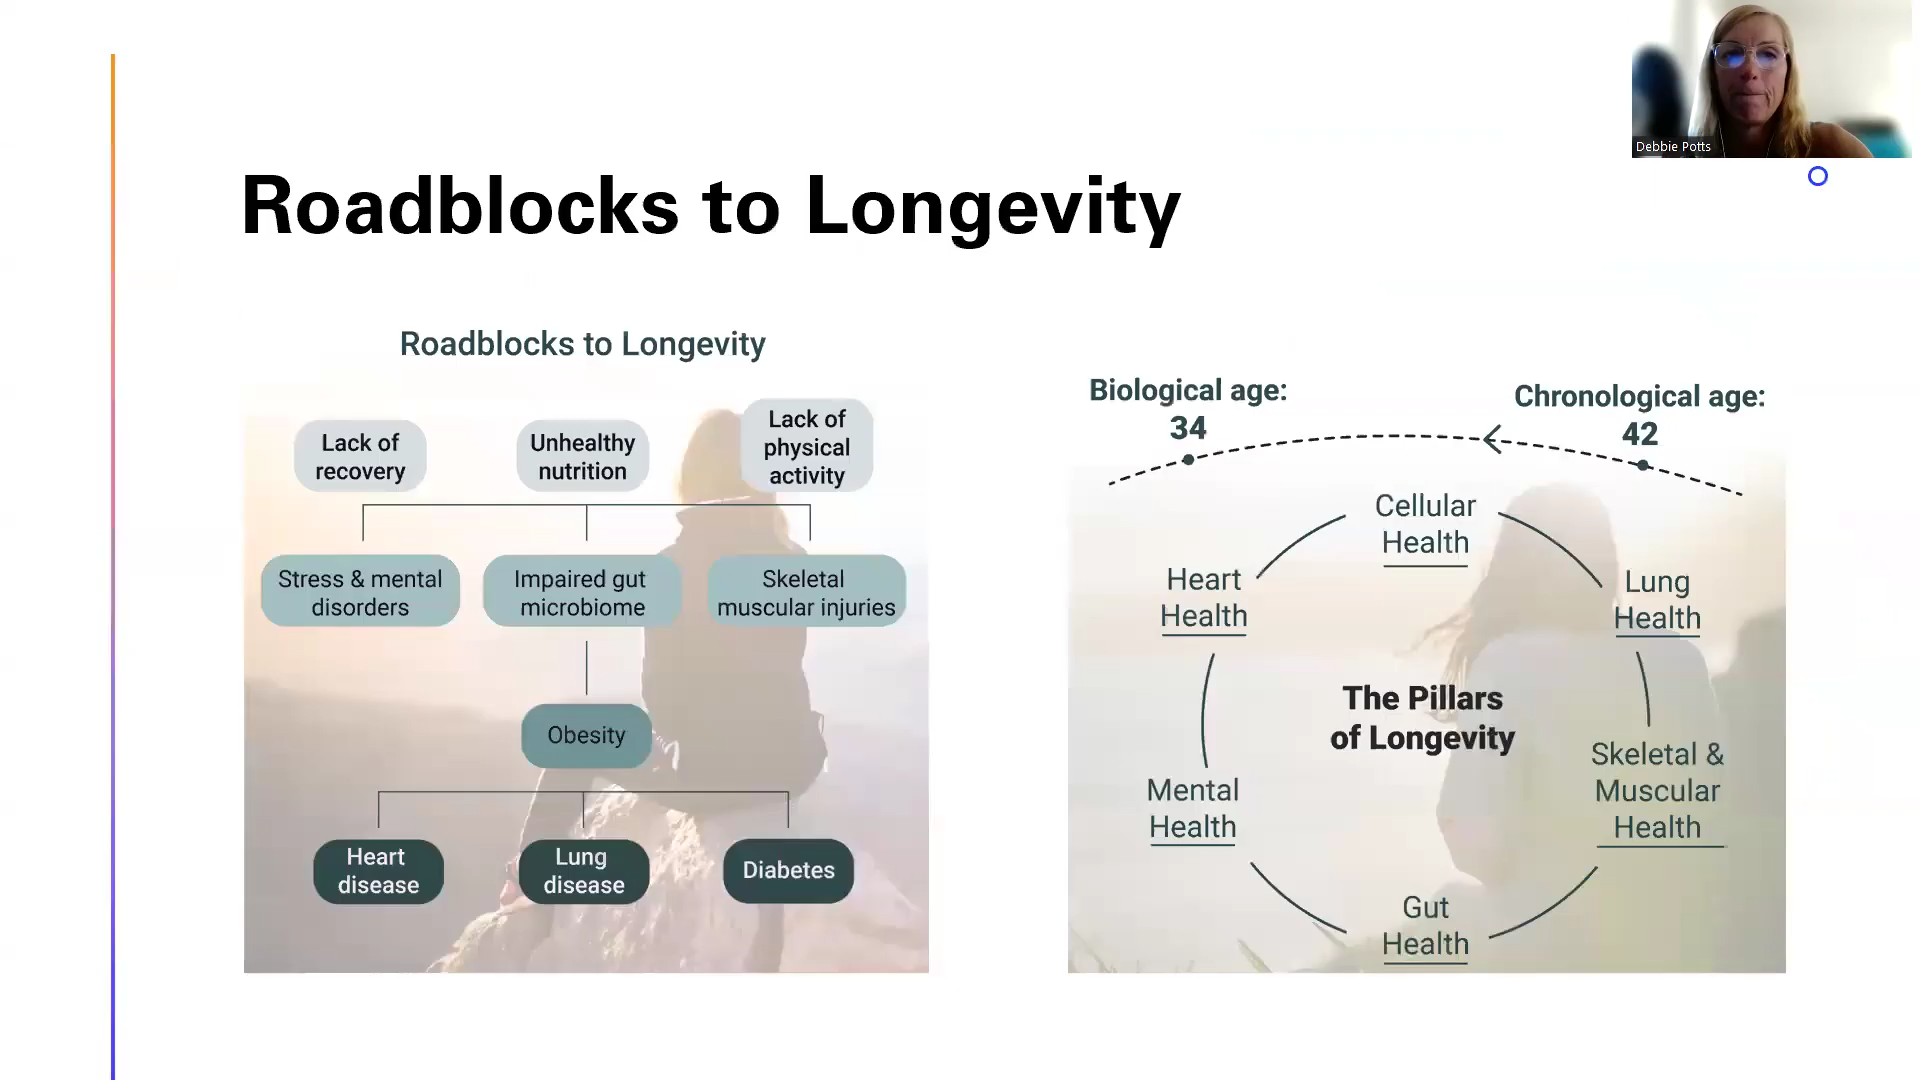 Debbie Potts
Roadblocks to Longevity
Roadblocks to Longevity
Lack of
recovery
Unhealthy
nutrition
Lack of
physical
activity
Stress & mental
disorders
Impaired gut
microbiome
Skeletal
muscular injuries
Obesity
Heart
disease
Lung
disease
Diabetes
Biological age:
34
Chronological age:
42
Cellular
Health
Lung
Health
Skeletal &
Muscular
Health
Gut
Health
Mental
Health
Heart
Health
The Pillars
of Longevity